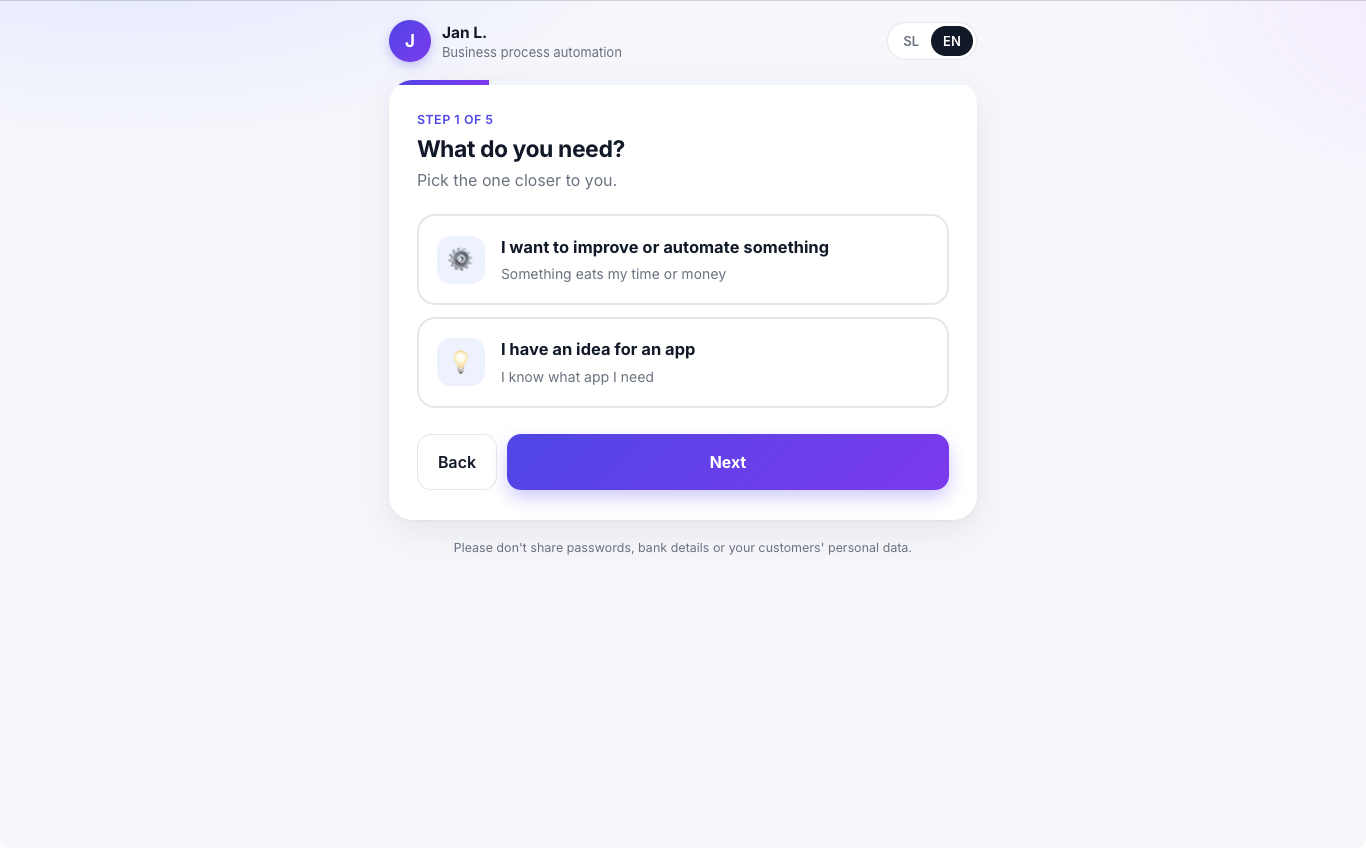 J
Jan L.
Business process automation
SL
EN
STEP 1 OF 5
What do you need?
Pick the one closer to you.
I want to improve or automate something
Something eats my time or money
I have an idea for an app
I know what app I need
Back
Next
Please don't share passwords, bank details or your customers' personal data.